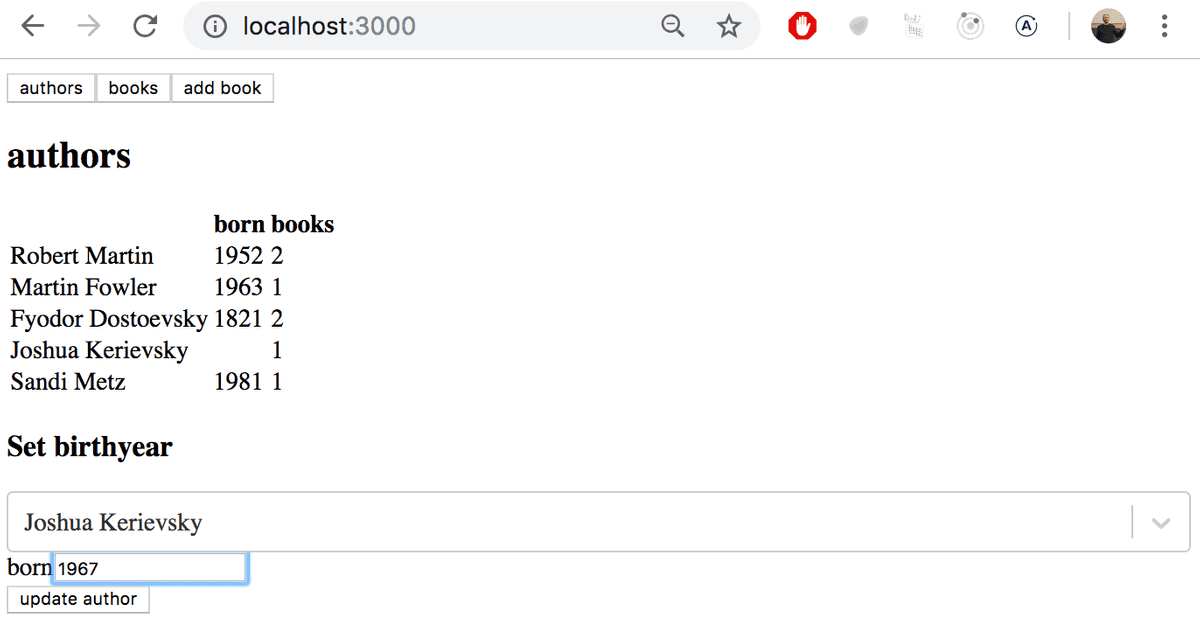 localhost:3000
authors books add book
authors
born books
Robert Martin 1952 2
Martin Fowler 1963 1
Fyodor Dostoevsky 1821 2
Joshua Kerievsky 1
Sandi Metz 1981 1
Set birthyear
Joshua Kerievsky
born 1967
update author